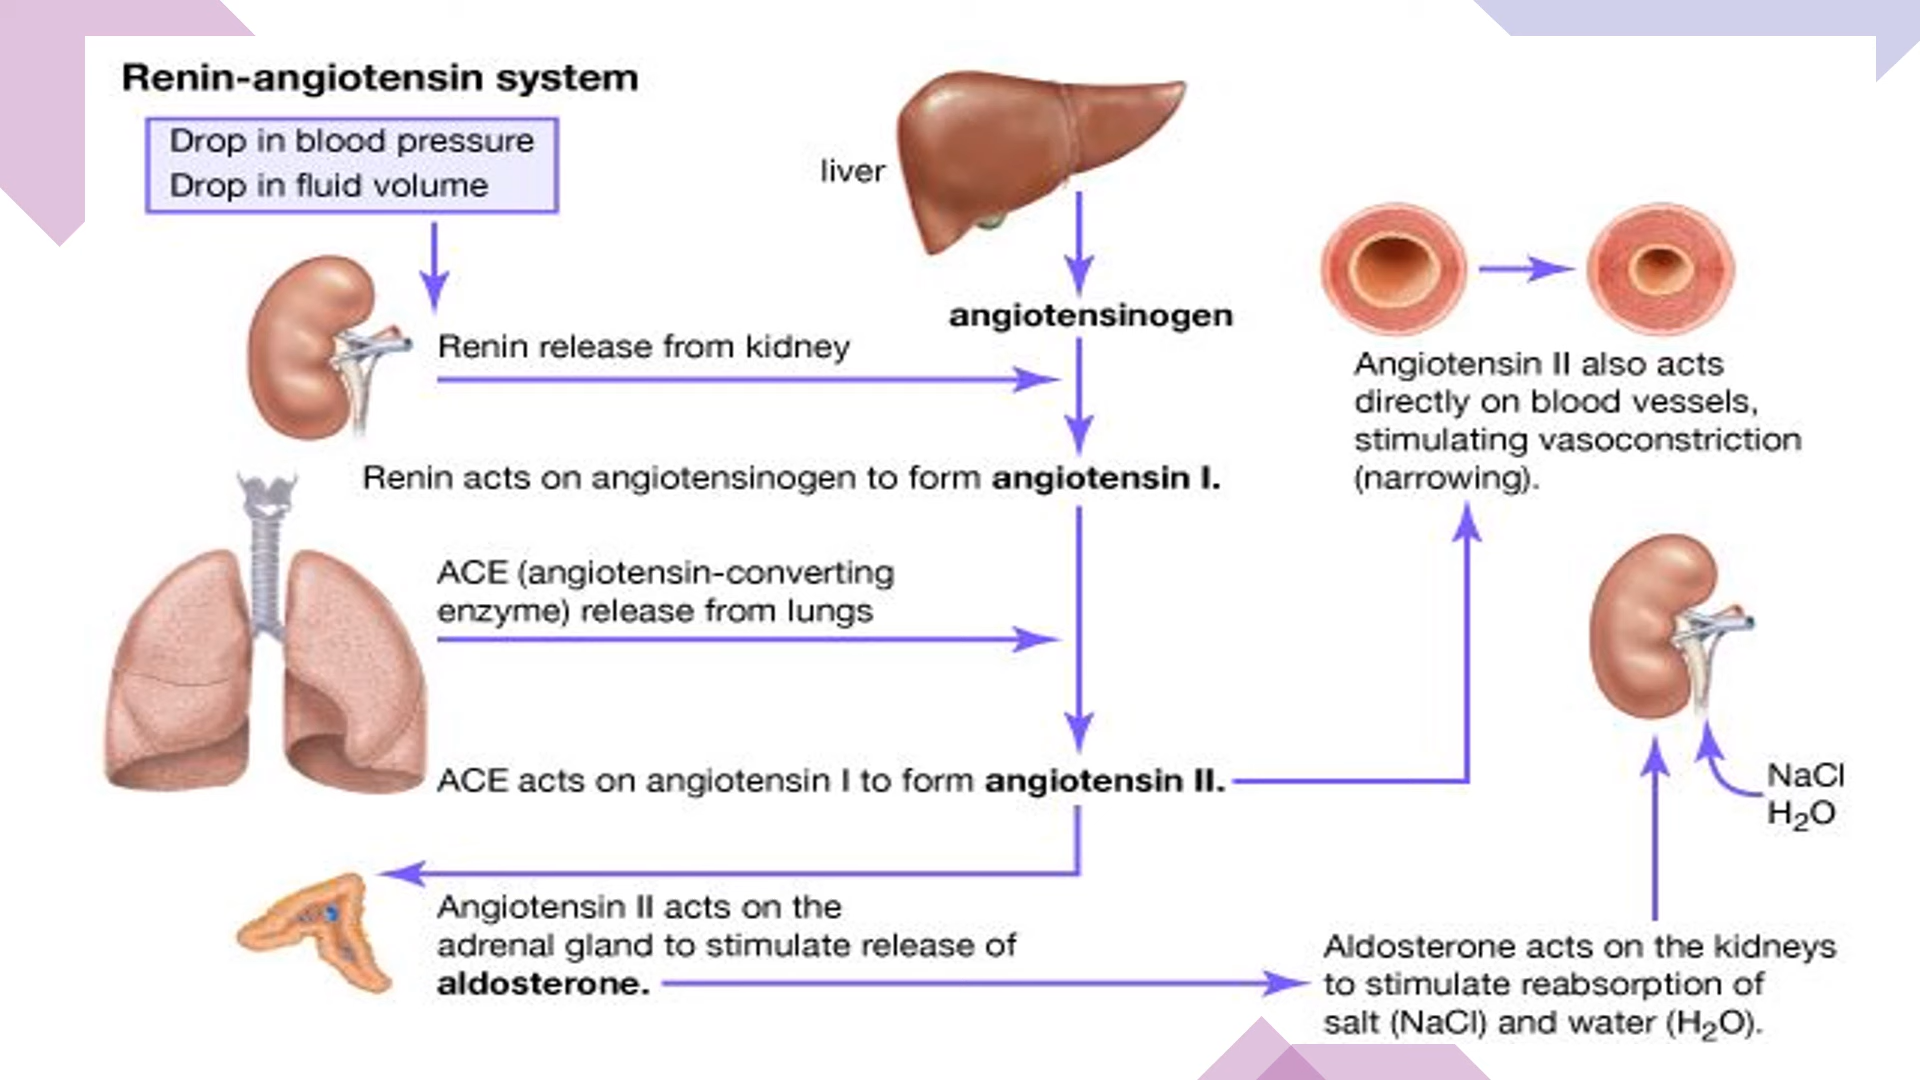 Renin-angiotensin system
Drop in blood pressure
Drop in fluid volume
liver
angiotensinogen
Renin release from kidney
Renin acts on angiotensinogen to form angiotensin I.
ACE (angiotensin-converting
enzyme) release from lungs
ACE acts on angiotensin I to form angiotensin II.
Angiotensin II also acts
directly on blood vessels,
stimulating vasoconstriction
(narrowing).
Angiotensin II acts on the
adrenal gland to stimulate release of
aldosterone.
Aldosterone acts on the kidneys
to stimulate reabsorption of
salt (NaCl) and water (H₂O).
NaCl
H₂O